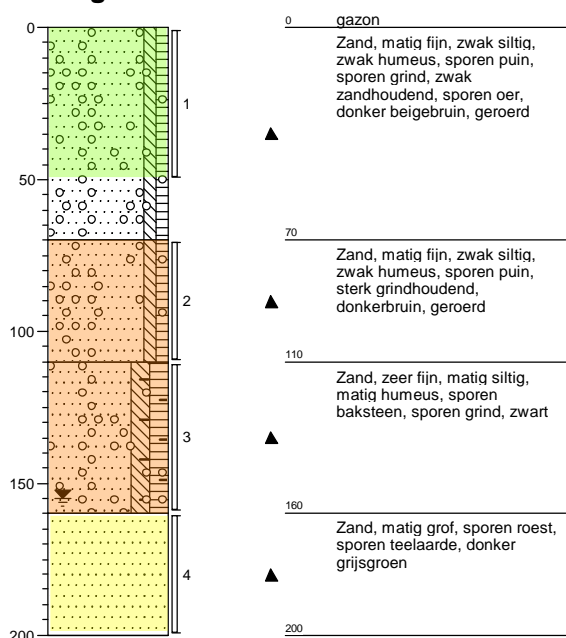 0
50
100
150
200
1
2
3
4
0
gazon
Zand, matig fijn, zwak siltig,
zwak humeus, sporen puin,
sporen grind, zwak
zandhoudend, sporen oer,
donker beigebruin, geroerd
70
Zand, matig fijn, zwak siltig,
zwak humeus, sporen puin,
sterk grindhoudend,
donkerbruin, geroerd
110
Zand, zeer fijn, matig siltig,
matig humeus, sporen
baksteen, sporen grind, zwart
160
Zand, matig grof, sporen roest,
sporen teelaarde, donker
grijsgroen
200